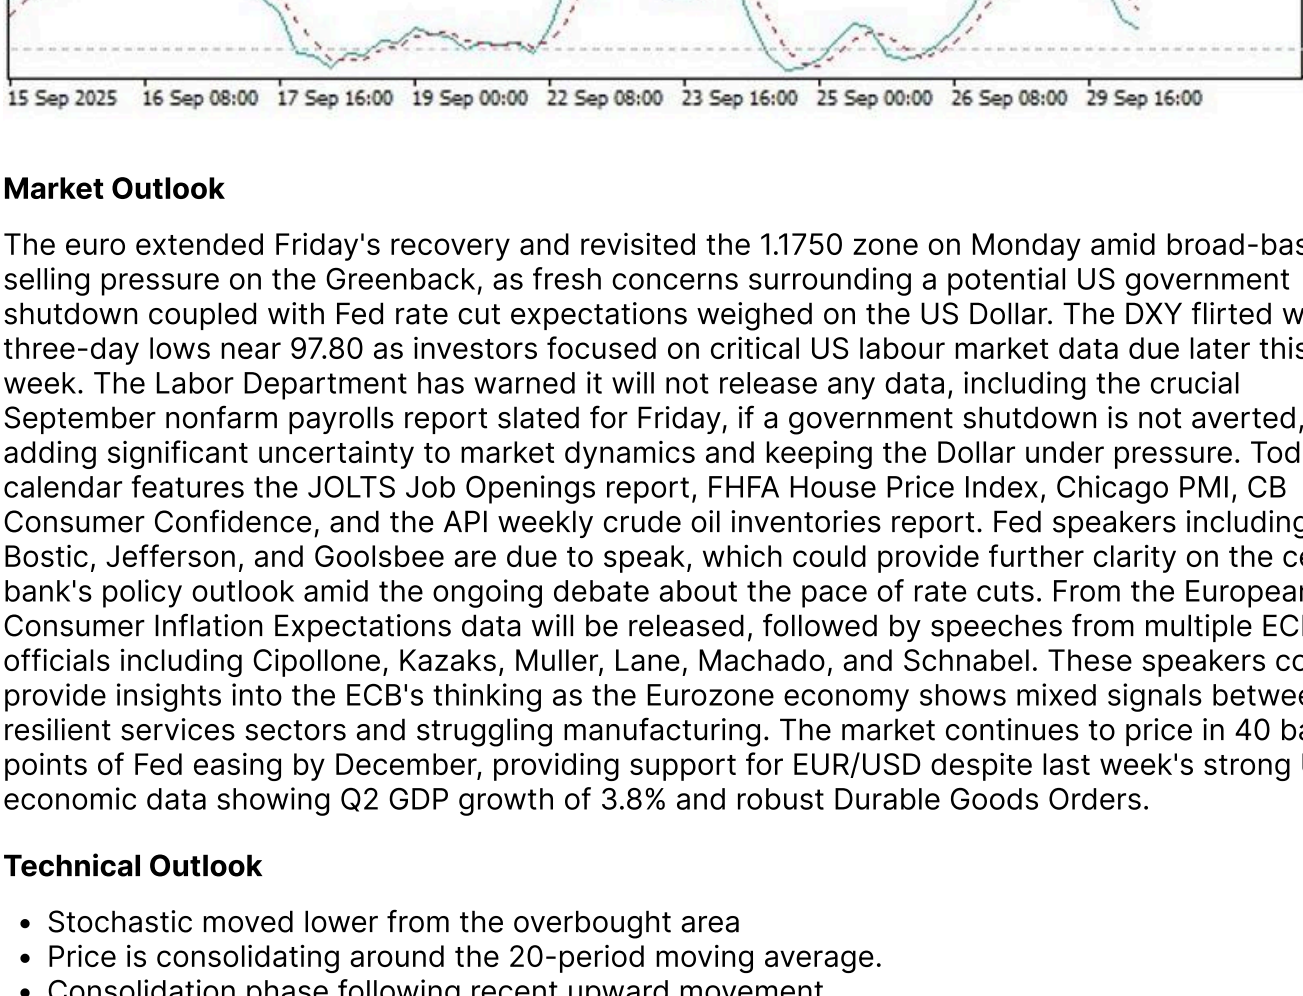 15 Sep 2025 16 Sep 08:00 17 Sep 16:00 19 Sep 00:00 22 Sep 08:00 23 Sep 16:00 25 Sep 00:00 26 Sep 08:00 29 Sep 16:00
Market Outlook
The euro extended Friday's recovery and revisited the 1.1750 zone on Monday amid
selling pressure on the Greenback, as fresh concerns surrounding a potential US government
shutdown coupled with Fed rate cut expectations weighed on the US Dollar. The DXY flirted
three-day lows near 97.80 as investors focused on critical US labour market data due later this
week. The Labor Department has warned it will not release any data, including the crucial
September nonfarm payrolls report slated for Friday, if a government shutdown is not averted,
adding significant uncertainty to market dynamics and keeping the Dollar under pressure.
calendar features the JOLTS Job Openings report, FHFA House Price Index, Chicago PMI, CB
Consumer Confidence, and the API weekly crude oil inventories report. Fed speakers including
Bostic, Jefferson, and Goolsbee are due to speak, which could provide further clarity on the
bank's policy outlook amid the ongoing debate about the pace of rate cuts. From the European
Consumer Inflation Expectations data will be released, followed by speeches from multiple
officials including Cipollone, Kazaks, Muller, Lane, Machado, and Schnabel. These speakers
provide insights into the ECB's thinking as the Eurozone economy shows mixed signals
resilient services sectors and struggling manufacturing. The market continues to price in 40
points of Fed easing by December, providing support for EUR/USD despite last week's strong
economic data showing Q2 GDP growth of 3.8% and robust Durable Goods Orders.
Technical Outlook
• Stochastic moved lower from the overbought area
• Price is consolidating around the 20-period moving average.
• Consolidation phase following recent upward movement